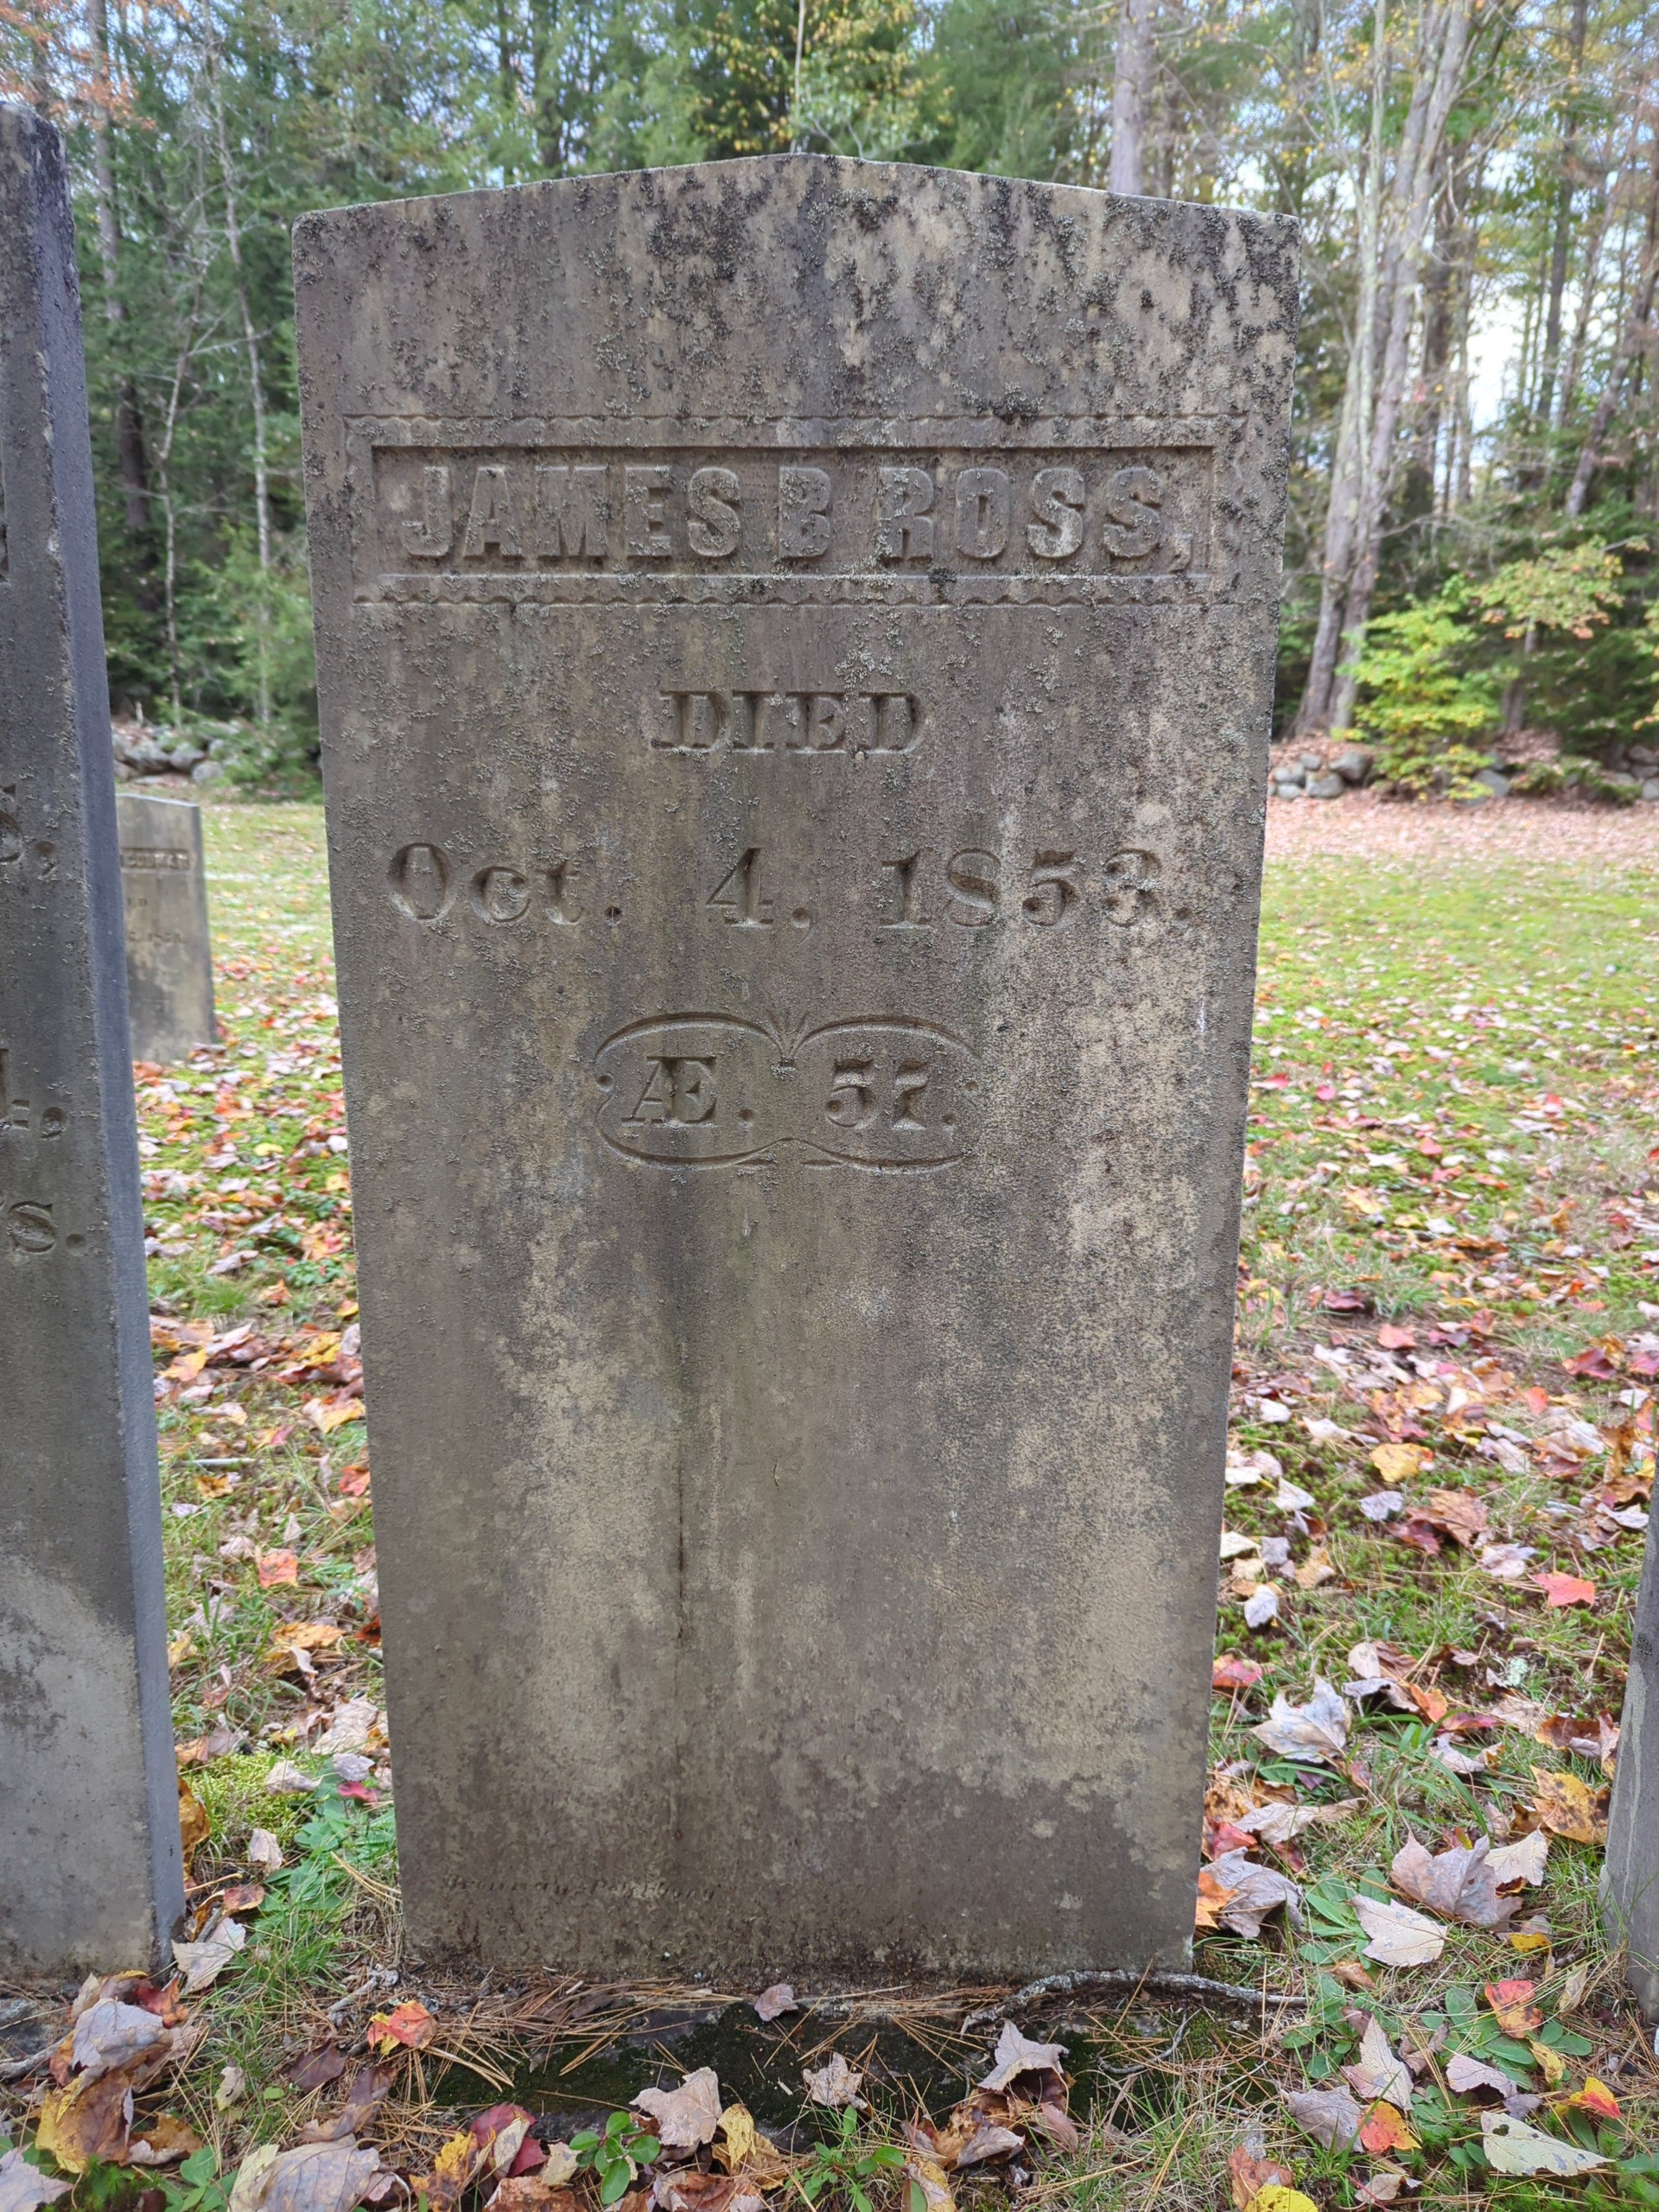 JAMES B ROSS,
DIED
Oct. 4, 1853.
Æ. 57.